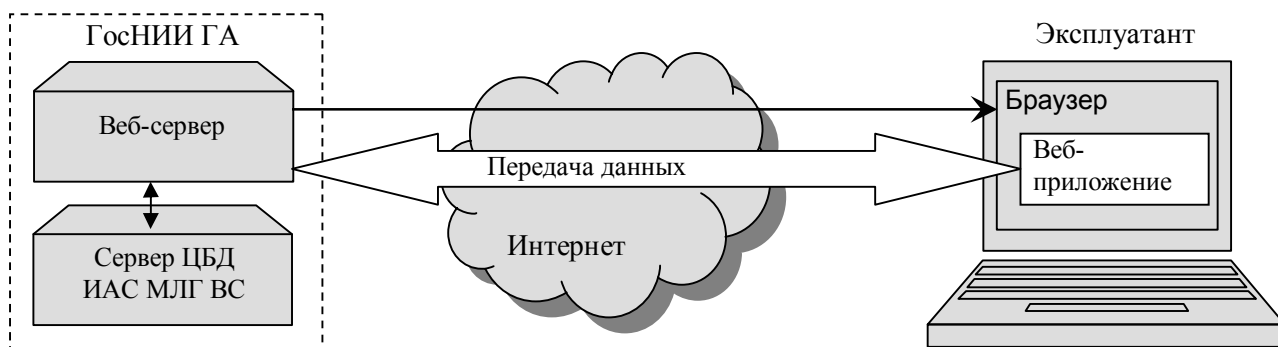 ГосНИИ ГА
Веб-сервер
Сервер ЦБД
ИАС МЛГ ВС
Передача данных
Интернет
Эксплуатант
Браузер
Веб-
приложение